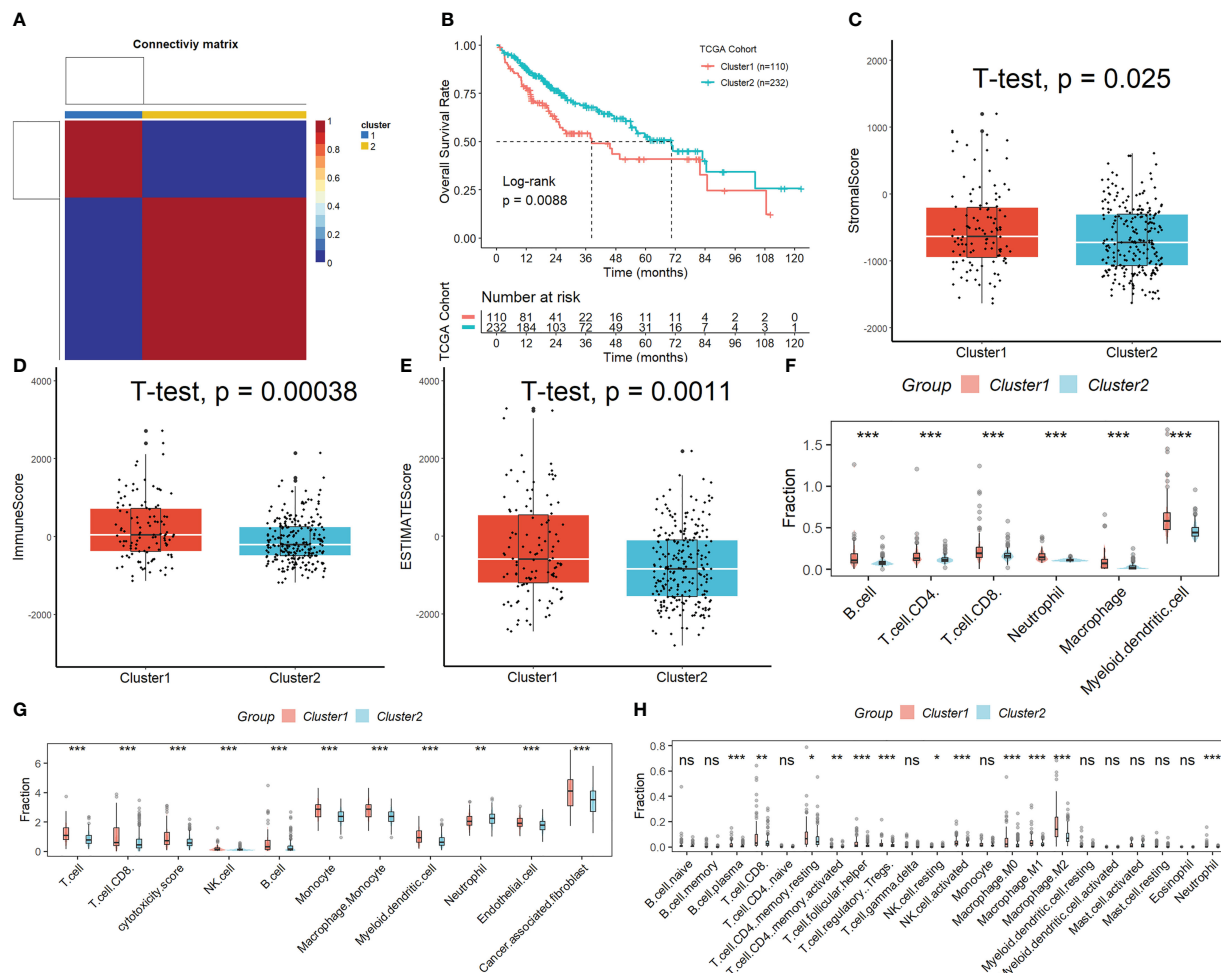 A
Connectiviy matrix
cluster
1
2
1
0.8
0.6
0.4
0.2
0
B
TCGA Cohort
Cluster1 (n=110)
Cluster2 (n=232)
Overall Survival Rate
1.00
0.75
0.50
0.25
0.00
Log-rank
p = 0.0088
0 12 24 36 48 60 72 84 96 108 120
Time (months)
Number at risk
TCGA Cohort
110 81 41 22 16 11 11 4 2 2 0
232 184 103 72 49 31 16 7 4 3 1
0 12 24 36 48 60 72 84 96 108 120
Time (months)
C
T-test, p = 0.025
StromalScore
1000
0
-1000
-2000
Cluster1 Cluster2
D
T-test, p = 0.00038
ImmuneScore
4000
2000
0
-2000
Cluster1 Cluster2
E
T-test, p = 0.0011
ESTIMATEScore
4000
2000
0
-2000
Cluster1 Cluster2
F
Group Cluster1 Cluster2
*** *** *** *** *** ***
Fraction
1.5
1.0
0.5
0.0
B.cell
T.cell.CD4.
T.cell.CD8.
Neutrophil
Macrophage
Myeloid.dendritic.cell
G
Group Cluster1 Cluster2
*** *** *** *** *** *** *** *** ** *** ***
Fraction
6
4
2
0
T.cell
T.cell.CD8.
cytotoxicity.score
NK.cell
B.cell
Monocyte
Macrophage.Monocyte
Myeloid.dendritic.cell
Neutrophil
Endothelial.cell
Cancer.associated.fibroblast
H
Group Cluster1 Cluster2
ns ns *** ** ns * ** *** *** ns * *** ns *** *** *** ns ns ns ns ns ***
Fraction
0.8
0.6
0.4
0.2
0.0
B.cell.naive
B.cell.memory
B.cell.plasma
T.cell.CD8.
T.cell.CD4..naive
T.cell.CD4..memory.resting
T.cell.CD4..memory.activated
T.cell.follicular.helper
T.cell.regulatory..Tregs.
T.cell.gamma.delta
NK.cell.resting
NK.cell.activated
Monocyte
Macrophage.M0
Macrophage.M1
Macrophage.M2
Myeloid.dendritic.cell.resting
Myeloid.dendritic.cell.activated
Mast.cell.activated
Mast.cell.resting
Eosinophil
Neutrophil